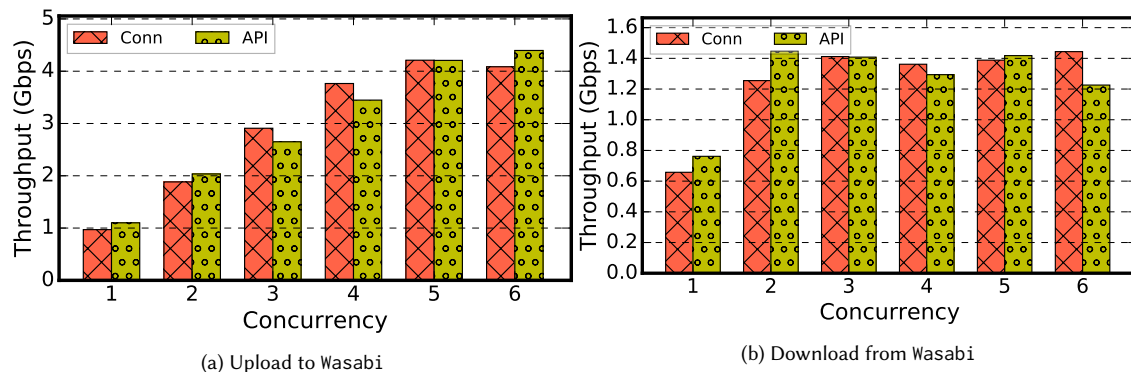 5
4
3
2
1
0
Throughput (Gbps)
Conn API
1 2 3 4 5 6
Concurrency
(a) Upload to Wasabi
1.6
1.4
1.2
1.0
0.8
0.6
0.4
0.2
0.0
Throughput (Gbps)
Conn API
1 2 3 4 5 6
Concurrency
(b) Download from Wasabi